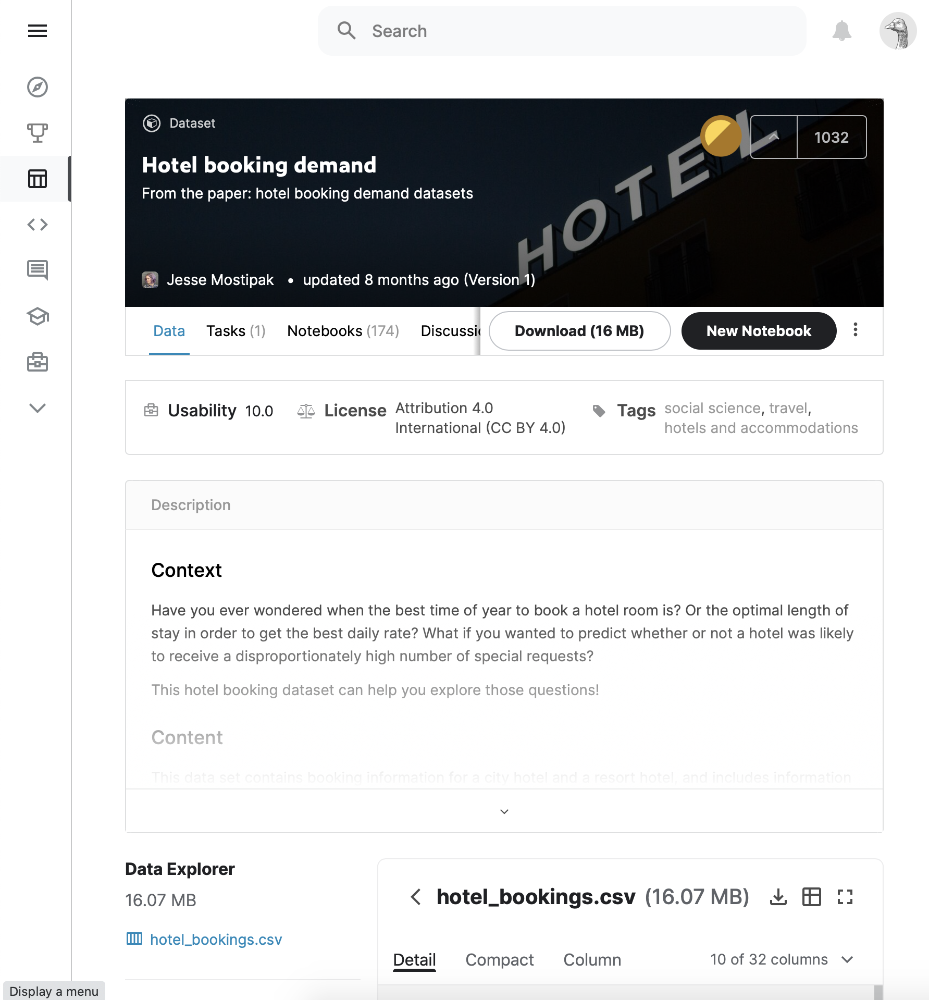 Search
Dataset
1032
Hotel booking demand
From the paper: hotel booking demand datasets
HOTEL
Jesse Mostipak • updated 8 months ago (Version 1)
Data Tasks (1) Notebooks (174) Discussio Download (16 MB) New Notebook
Usability 10.0 License Attribution 4.0 Tags social science, travel,
International (CC BY 4.0) hotels and accommodations
Description
Context
Have you ever wondered when the best time of year to book a hotel room is? Or the optimal length of
stay in order to get the best daily rate? What if you wanted to predict whether or not a hotel was likely
to receive a disproportionately high number of special requests?
This hotel booking dataset can help you explore those questions!
Content
This data set contains booking information for a city hotel and a resort hotel, and includes information
Data Explorer
16.07 MB
hotel_bookings.csv
hotel_bookings.csv (16.07 MB)
Detail Compact Column 10 of 32 columns
Display a menu